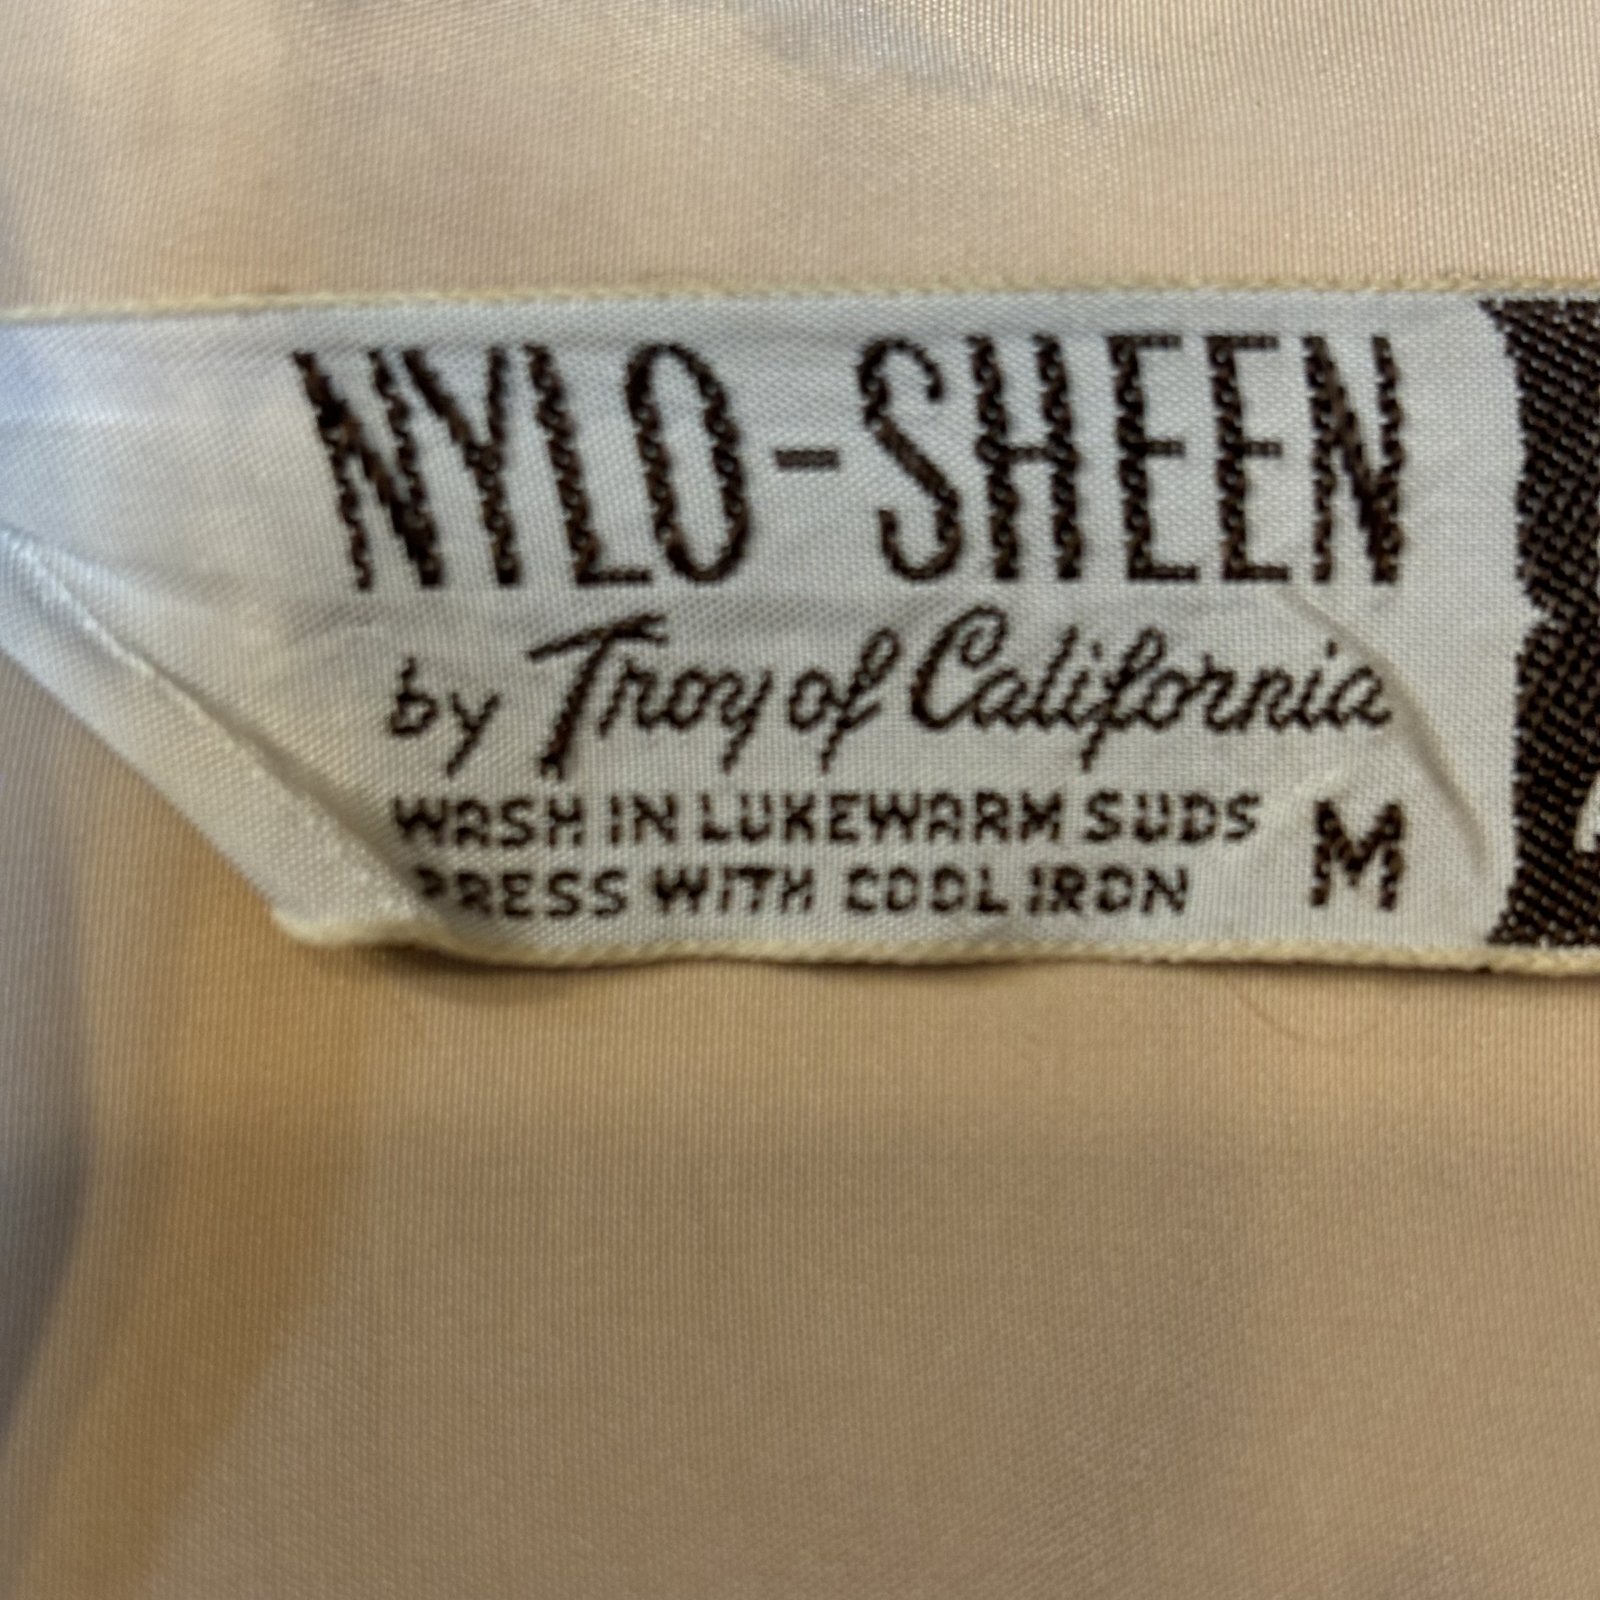 NYLO-SHEEN
by Troy of California
WASH IN LUKEWARM SUDS
PRESS WITH COOL IRON
M